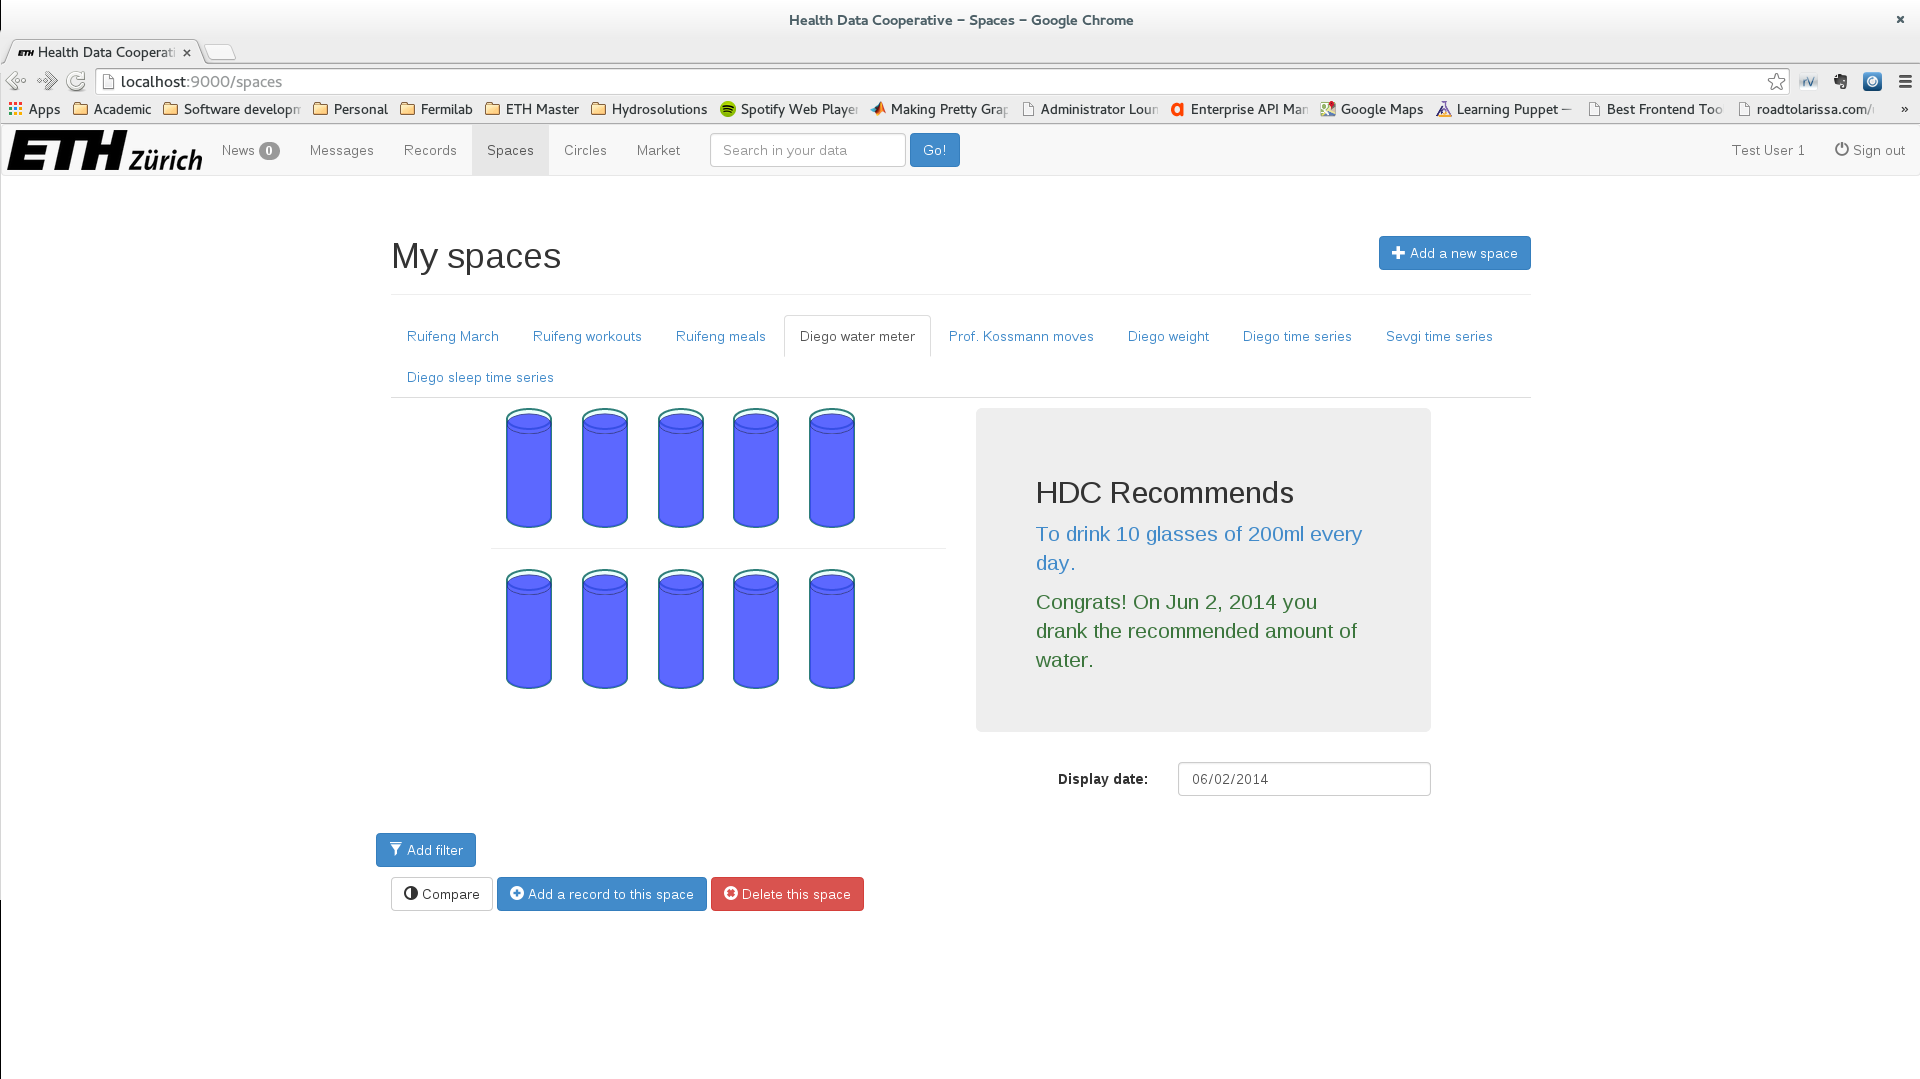 Health Data Cooperative – Spaces – Google Chrome
ETH Health Data Cooperati
localhost:9000/spaces
Apps Academic Software developm Personal Fermilab ETH Master Hydrosolutions Spotify Web Player Making Pretty Grap Administrator Loun Enterprise API Man Google Maps Learning Puppet — Best Frontend Too roadtolarissa.com/ »
ETH Zürich News 0 Messages Records Spaces Circles Market Search in your data Go! Test User 1 Sign out
My spaces Add a new space
Ruifeng March Ruifeng workouts Ruifeng meals Diego water meter Prof. Kossmann moves Diego weight Diego time series Sevgi time series
Diego sleep time series
HDC Recommends
To drink 10 glasses of 200ml every
day.
Congrats! On Jun 2, 2014 you
drank the recommended amount of
water.
Display date: 06/02/2014
Add filter
Compare Add a record to this space Delete this space